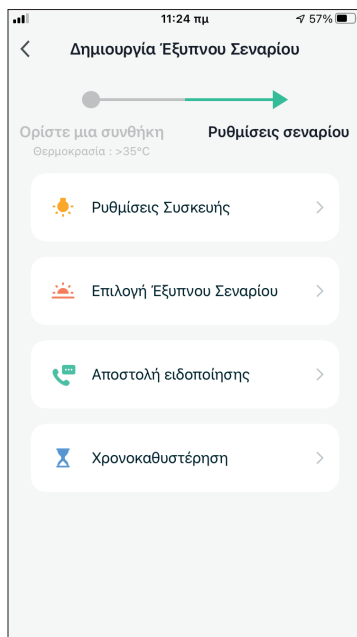 11:24 πμ
57%
Δημιουργία Έξυπνου Σεναρίου
Ορίστε μια συνθήκη
Ρυθμίσεις σεναρίου
Θερμοκρασία : >35°C
Ρυθμίσεις Συσκευής
Επιλογή Έξυπνου Σεναρίου
Αποστολή ειδοποίησης
Χρονοκαθυστέρηση